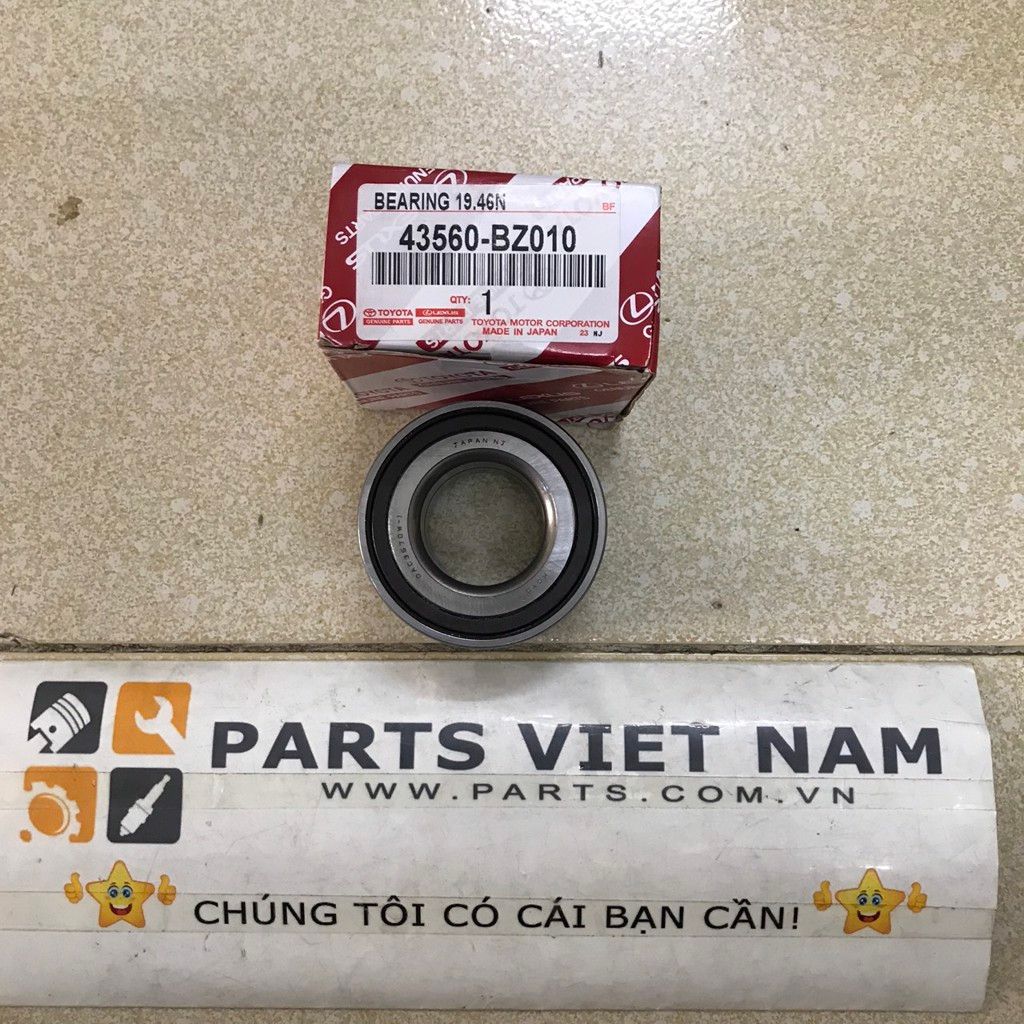 BEARING 19.46N
BF
43560-BZ010
QTY: 1
TOYOTA LEXUS
GENUINE PARTS GENUINE PARTS
TOYOTA MOTOR CORPORATION
MADE IN JAPAN 23 NJ
JAPAN
PARTS VIET NAM
WWW.PARTS.COM.VN
CHÚNG TÔI CÓ CÁI BẠN CẦN!